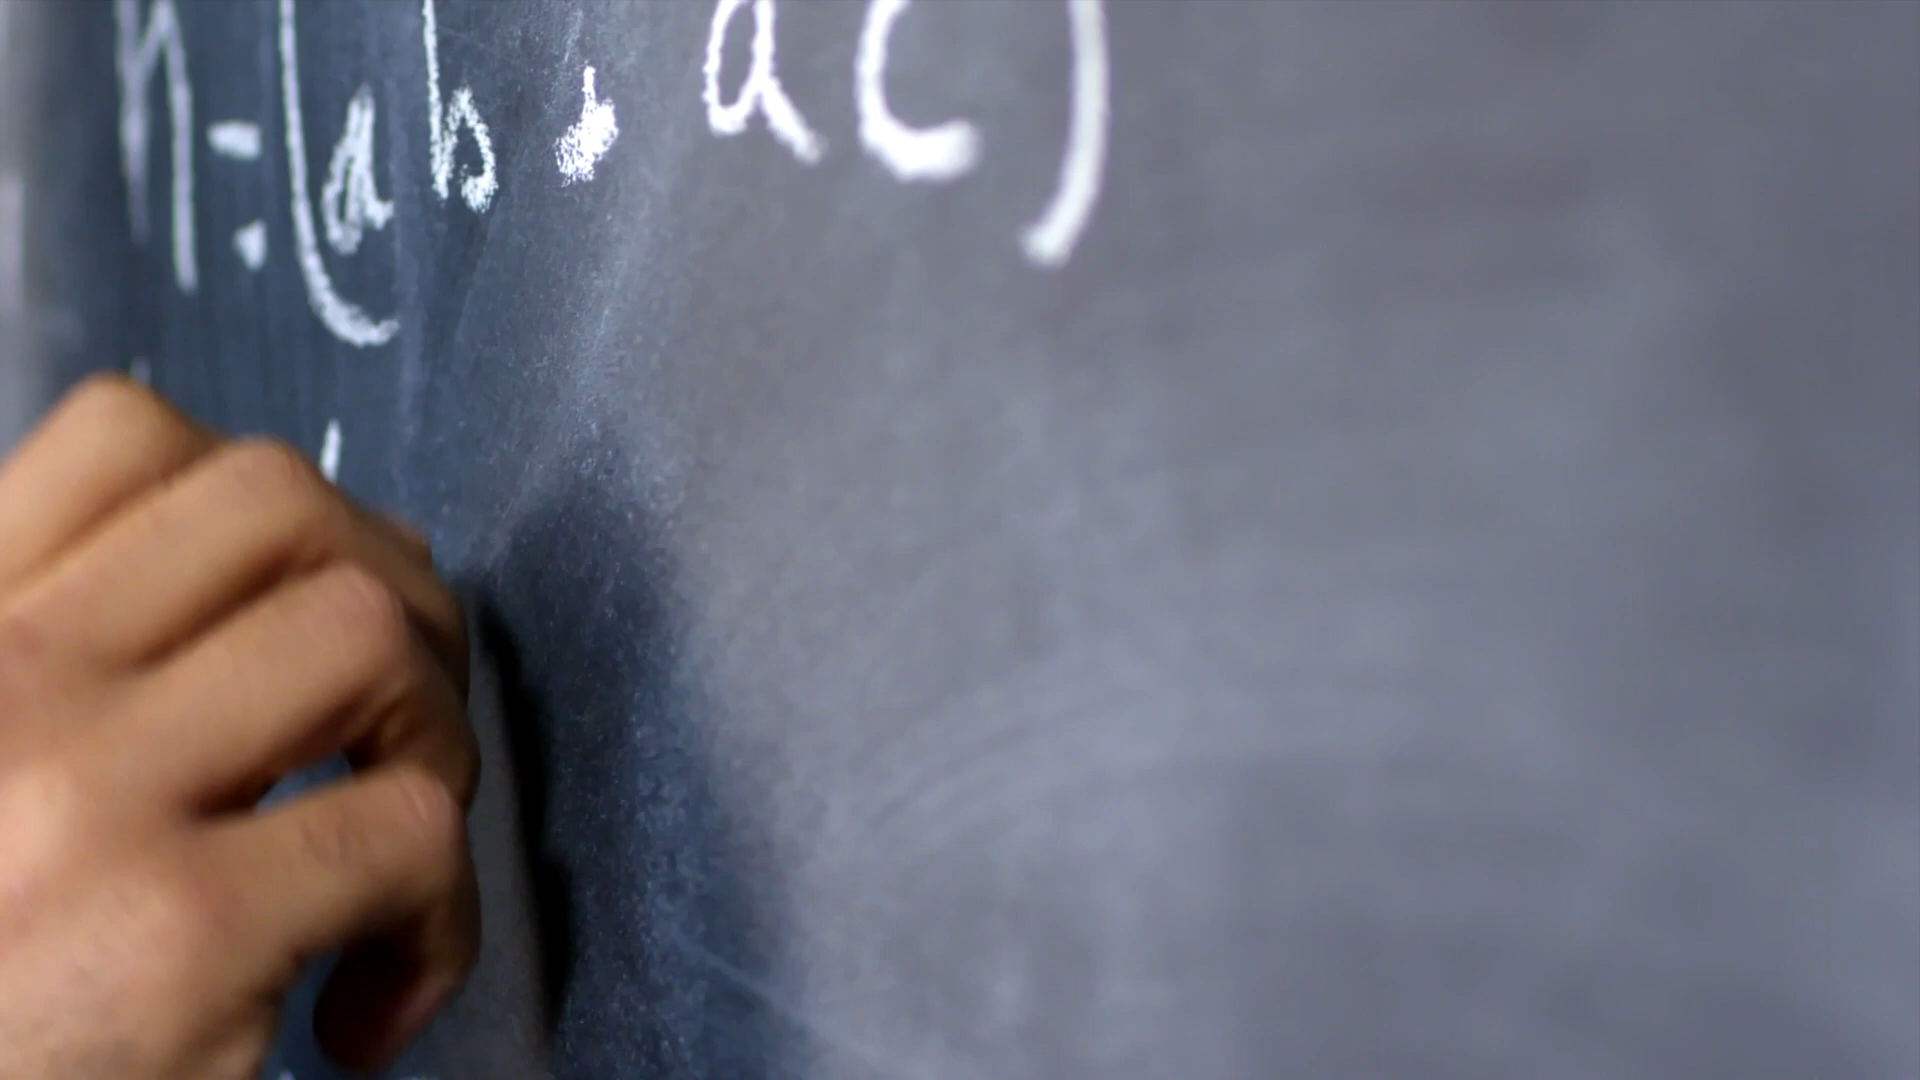 n = (ab . ac)